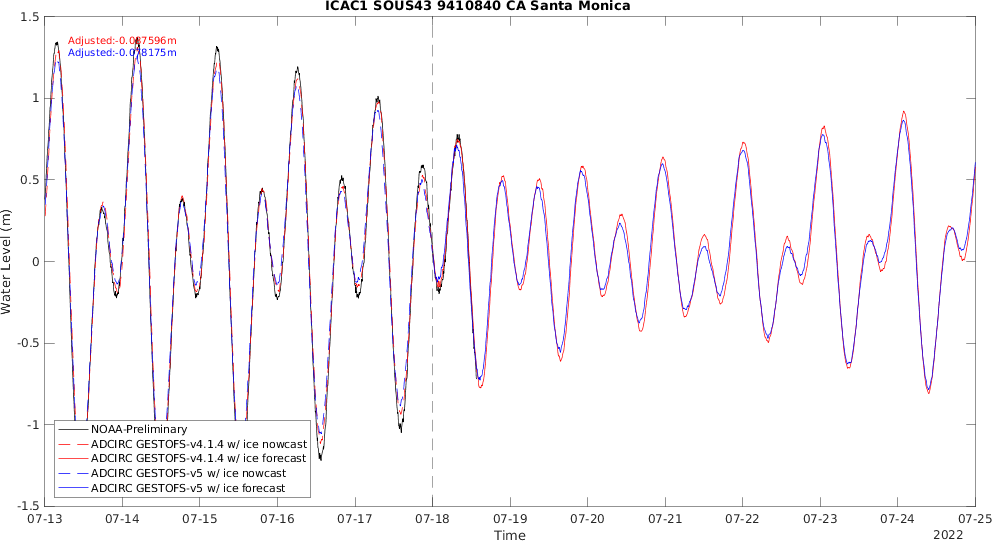 ICAC1 SOUS43 9410840 CA Santa Monica
Adjusted:-0.087596m
Adjusted:-0.078175m
1.5
1
0.5
0
-0.5
-1
-1.5
Water Level (m)
NOAA-Preliminary
ADCIRC GESTOFS-v4.1.4 w/ ice nowcast
ADCIRC GESTOFS-v4.1.4 w/ ice forecast
ADCIRC GESTOFS-v5 w/ ice nowcast
ADCIRC GESTOFS-v5 w/ ice forecast
07-13 07-14 07-15 07-16 07-17 07-18 07-19 07-20 07-21 07-22 07-23 07-24 07-25
Time
2022